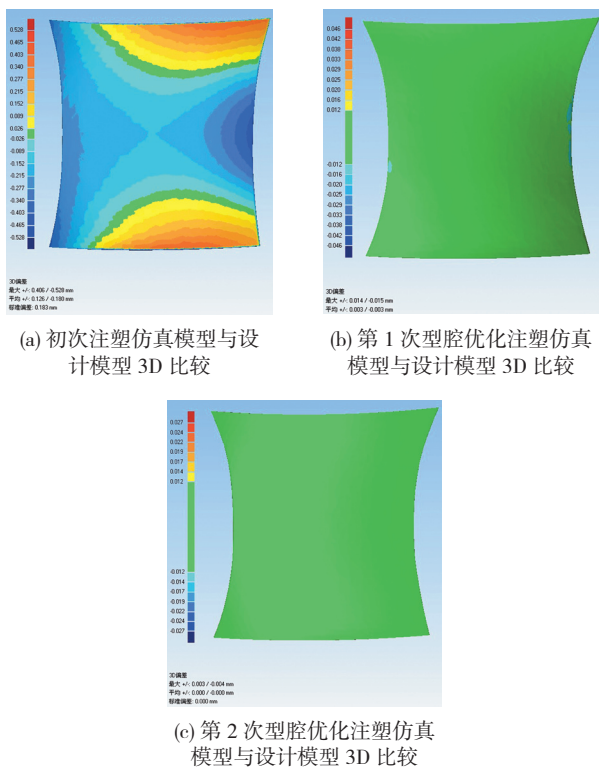 0.528
0.465
0.403
0.340
0.277
0.215
0.152
0.089
0.026
-0.026
-0.089
-0.152
-0.215
-0.277
-0.340
-0.403
-0.465
-0.528
3D偏差
最大 +/-: 0.406 / -0.528 mm
平均 +/-: 0.126 / -0.180 mm
标准偏差: 0.183 mm
(a) 初次注塑仿真模型与设
计模型 3D 比较
0.046
0.042
0.038
0.033
0.029
0.025
0.020
0.016
0.012
-0.012
-0.016
-0.020
-0.025
-0.029
-0.033
-0.038
-0.042
-0.046
3D偏差
最大 +/-: 0.014 / -0.015 mm
平均 +/-: 0.003 / -0.003 mm
(b) 第 1 次型腔优化注塑仿真
模型与设计模型 3D 比较
0.027
0.024
0.022
0.019
0.017
0.014
0.012
-0.012
-0.014
-0.017
-0.019
-0.022
-0.024
-0.027
3D偏差
最大 +/-: 0.003 / -0.004 mm
平均 +/-: 0.000 / -0.000 mm
标准偏差: 0.000 mm
(c) 第 2 次型腔优化注塑仿真
模型与设计模型 3D 比较